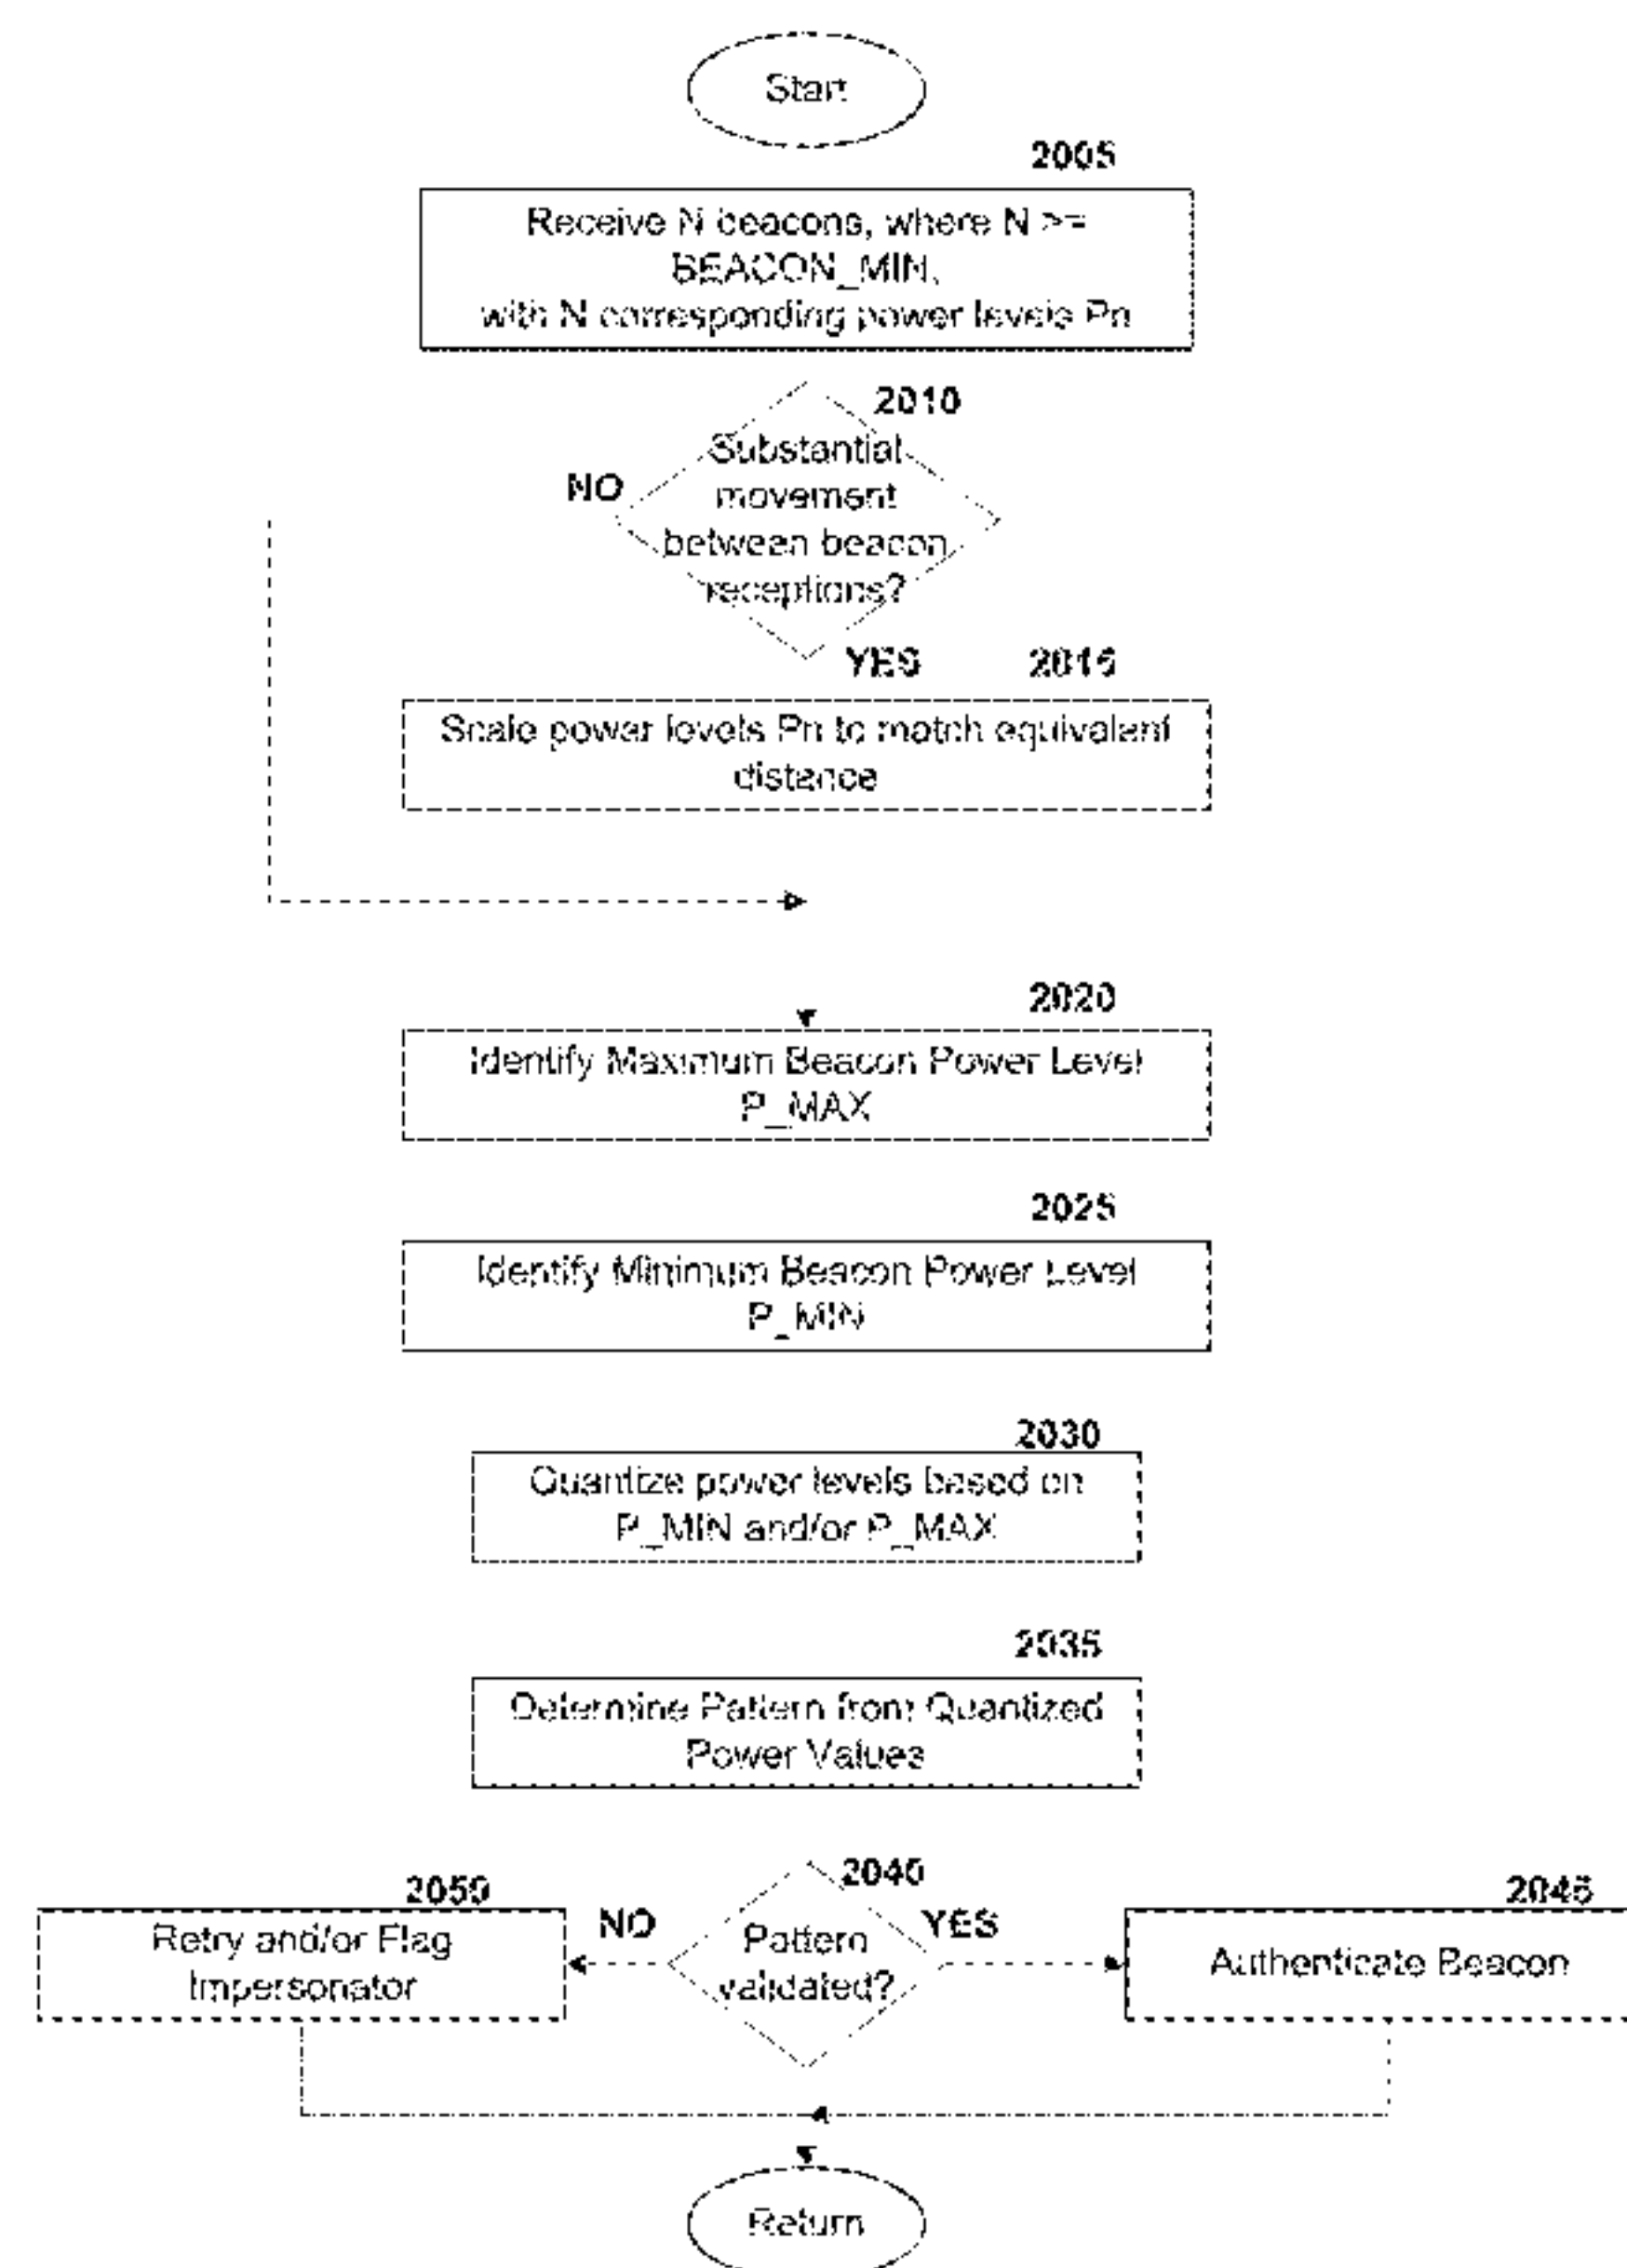 Start
2005
Receive N beacons, where N >=
BEACON_MIN,
with N corresponding power levels Pn
2010
Substantial
NO
movement
between beacon
receptions?
YES
2015
Scale power levels Pn to match equivalent
distance
2020
Identify Maximum Beacon Power Level
P_MAX
2025
Identify Minimum Beacon Power Level
P_MIN
2030
Quantize power levels based on
P_MIN and/or P_MAX
2035
Determine Pattern from Quantized
Power Values
2040
2050
2045
NO
YES
Retry and/or Flag
Impersonator
Pattern
validated?
Authenticate Beacon
Return